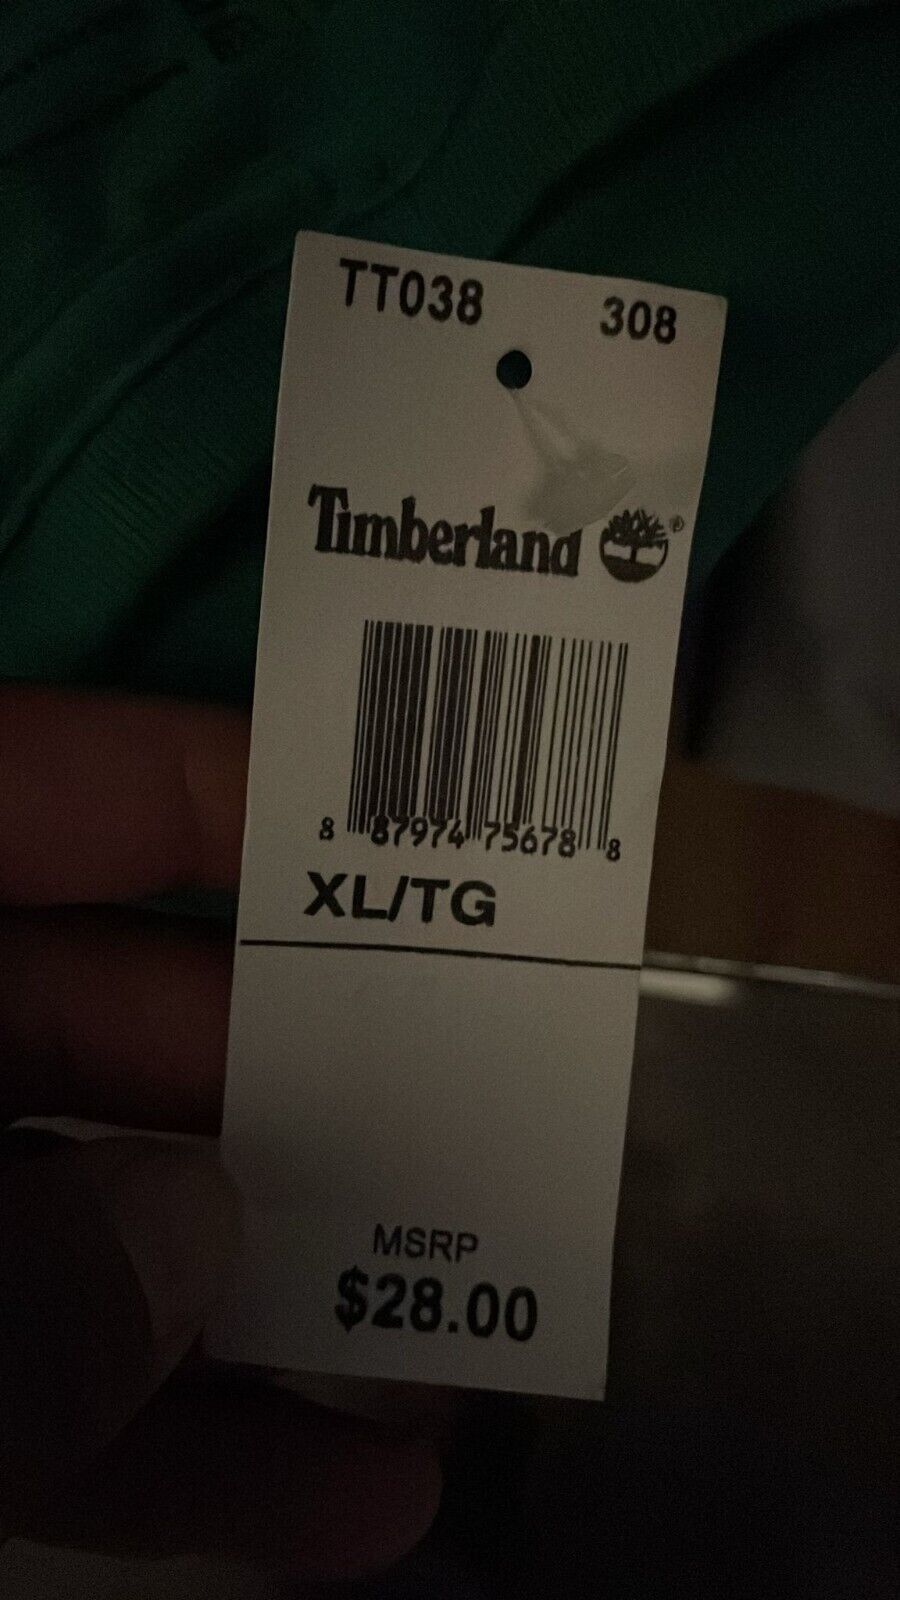 TT038 308
Timberland ®
8 87974 75678 8
XL/TG
MSRP
$28.00